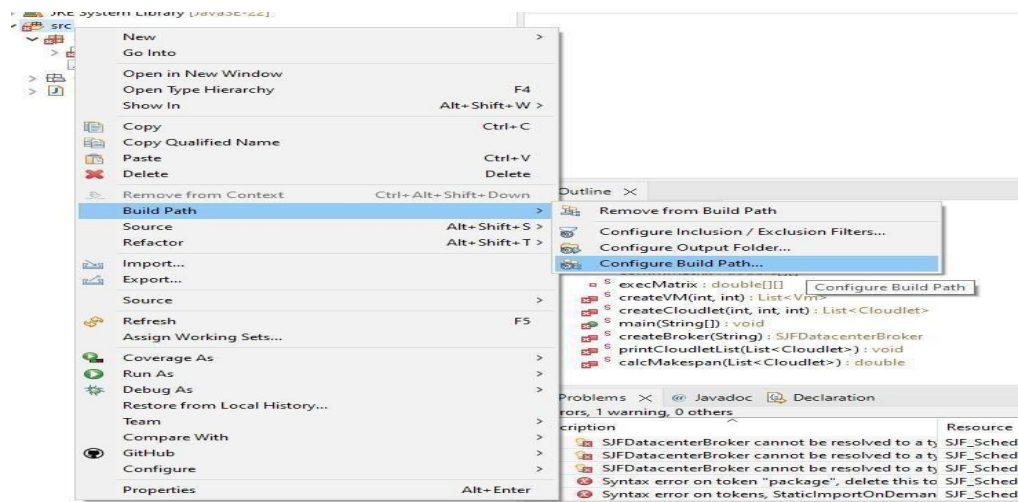 JRE System Library [JavaSE-22]
src
New >
Go Into
Open in New Window
Open Type Hierarchy F4
Show In Alt+Shift+W >
Copy Ctrl+C
Copy Qualified Name
Paste Ctrl+V
Delete Delete
Remove from Context Ctrl+Alt+Shift+Down
Build Path >
Source Alt+Shift+S >
Refactor Alt+Shift+T >
Import...
Export...
Source >
Refresh F5
Assign Working Sets...
Coverage As >
Run As >
Debug As >
Restore from Local History...
Team >
Compare With >
GitHub >
Configure >
Properties Alt+Enter
Outline
Remove from Build Path
Configure Inclusion / Exclusion Filters...
Configure Output Folder...
Configure Build Path...
Configure Build Path
execMatrix : double[][]
createVM(int, int) : List<Vm>
createCloudlet(int, int, int) : List<Cloudlet>
main(String[]) : void
createBroker(String) : SJFDatacenterBroker
printCloudletList(List<Cloudlet>) : void
calcMakespan(List<Cloudlet>) : double
Problems @ Javadoc Declaration
rors, 1 warning, 0 others
cription Resource
SJFDatacenterBroker cannot be resolved to a ty SJF_Sched
SJFDatacenterBroker cannot be resolved to a ty SJF_Sched
SJFDatacenterBroker cannot be resolved to a ty SJF_Sched
Syntax error on token "package", delete this to SJF_Sched
Syntax error on tokens, StaticImportOnDeman SJF_Sched